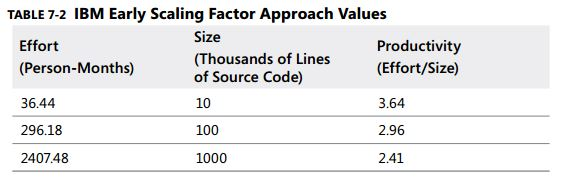 TABLE 7-2 IBM Early Scaling Factor Approach Values
Effort
(Person-Months)
Size
(Thousands of Lines
of Source Code)
Productivity
(Effort/Size)
36.44 10 3.64
296.18 100 2.96
2407.48 1000 2.41